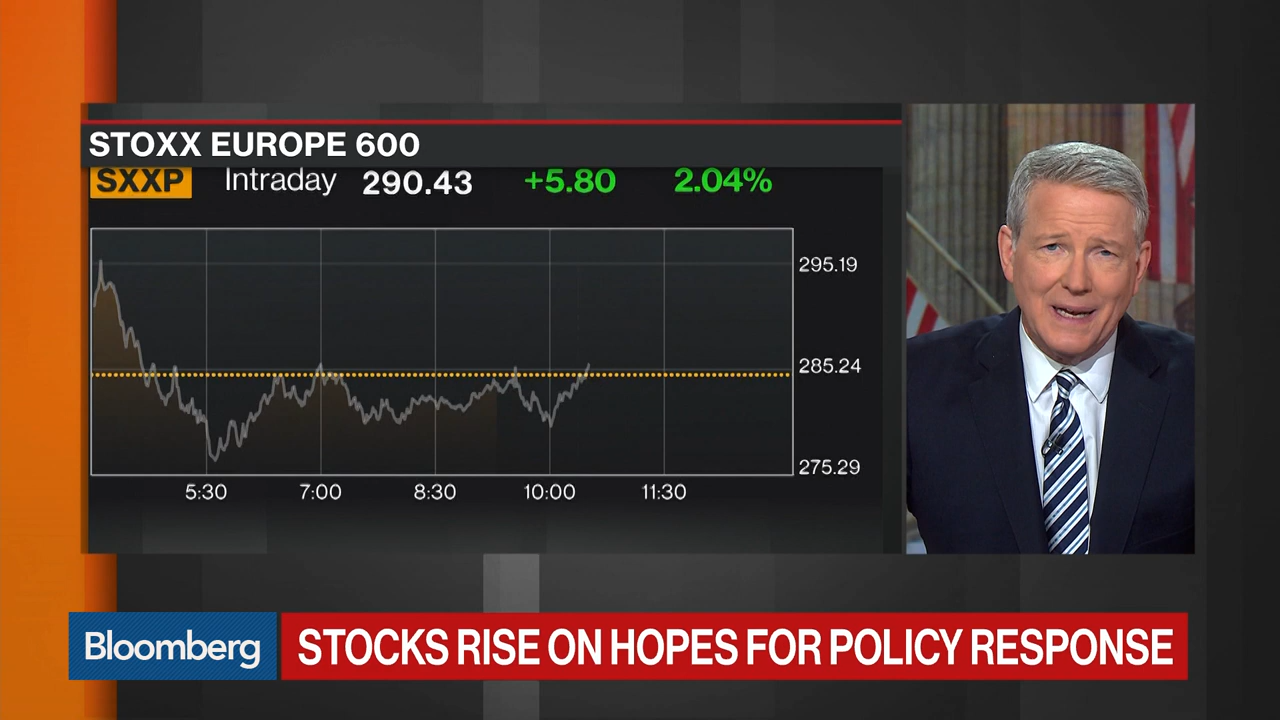 STOXX EUROPE 600
SXXP Intraday 290.43 +5.80 2.04%
295.19
285.24
275.29
5:30 7:00 8:30 10:00 11:30
Bloomberg STOCKS RISE ON HOPES FOR POLICY RESPONSE